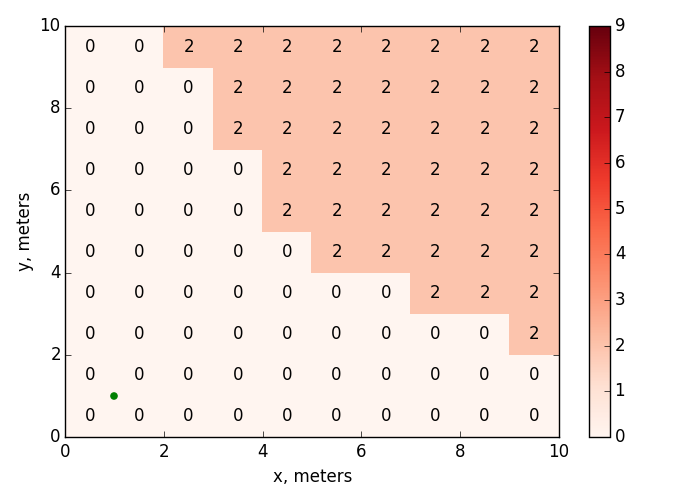 10
0 0 2 2 2 2 2 2 2 2
8
0 0 0 2 2 2 2 2 2 2
0 0 0 2 2 2 2 2 2 2
6
0 0 0 0 2 2 2 2 2 2
0 0 0 0 2 2 2 2 2 2
4
0 0 0 0 0 2 2 2 2 2
0 0 0 0 0 0 0 2 2 2
2
0 0 0 0 0 0 0 0 0 2
0 0 0 0 0 0 0 0 0 0
0 0 0 0 0 0 0 0 0 0
0
0 2 4 6 8 10
x, meters
y, meters
9
8
7
6
5
4
3
2
1
0